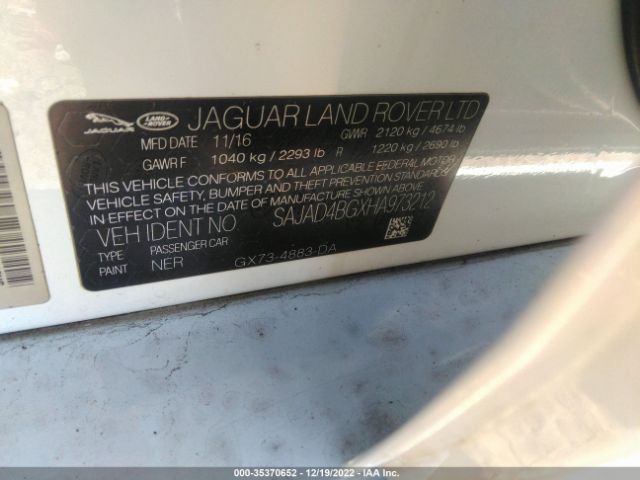 JAGUAR LAND-ROVER JAGUAR LAND ROVER LTD
MFD DATE 11/16 GWR 2120 kg / 4674 lb
GAWR F 1040 kg / 2293 lb R 1220 kg / 2690 lb
THIS VEHICLE CONFORMS TO ALL APPLICABLE FEDERAL MOTOR
VEHICLE SAFETY, BUMPER AND THEFT PREVENTION STANDARDS
IN EFFECT ON THE DATE OF MANUFACTURE SHOWN ABOVE
VEH IDENT NO SAJAD4BGXHA973212
TYPE PASSENGER CAR
PAINT NER GX73-4883-DA
000-35370652 - 12/19/2022 - IAA Inc.